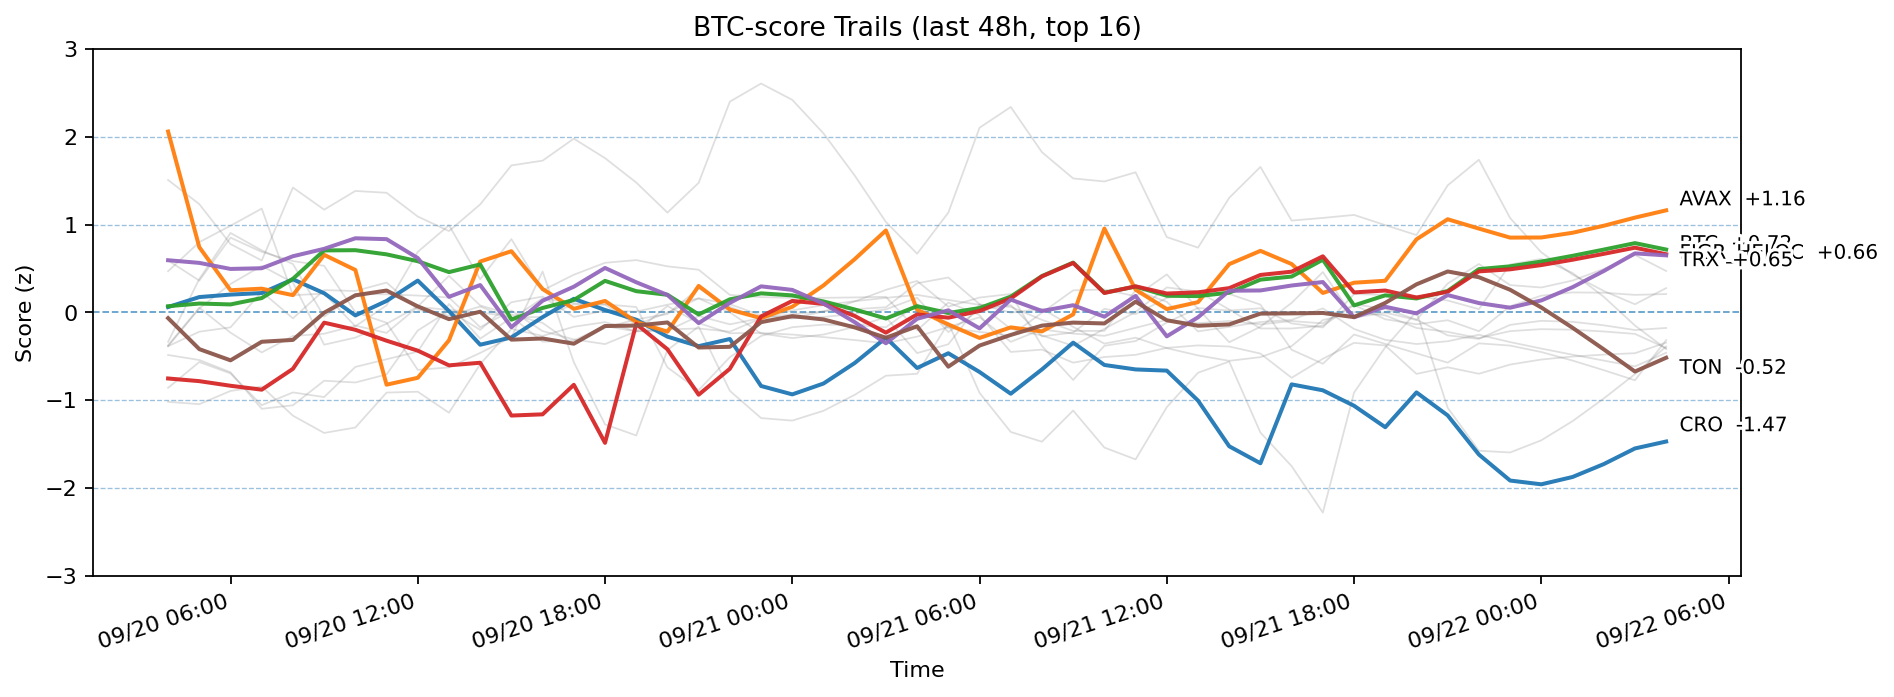 BTC-score Trails (last 48h, top 16)
Score (z)
3
2
1
0
−1
−2
−3
AVAX +1.16
BTC +0.72
+0.66
TRX +0.65
TON -0.52
CRO -1.47
09/20 06:00
09/20 12:00
09/20 18:00
09/21 00:00
09/21 06:00
09/21 12:00
09/21 18:00
09/22 00:00
09/22 06:00
Time